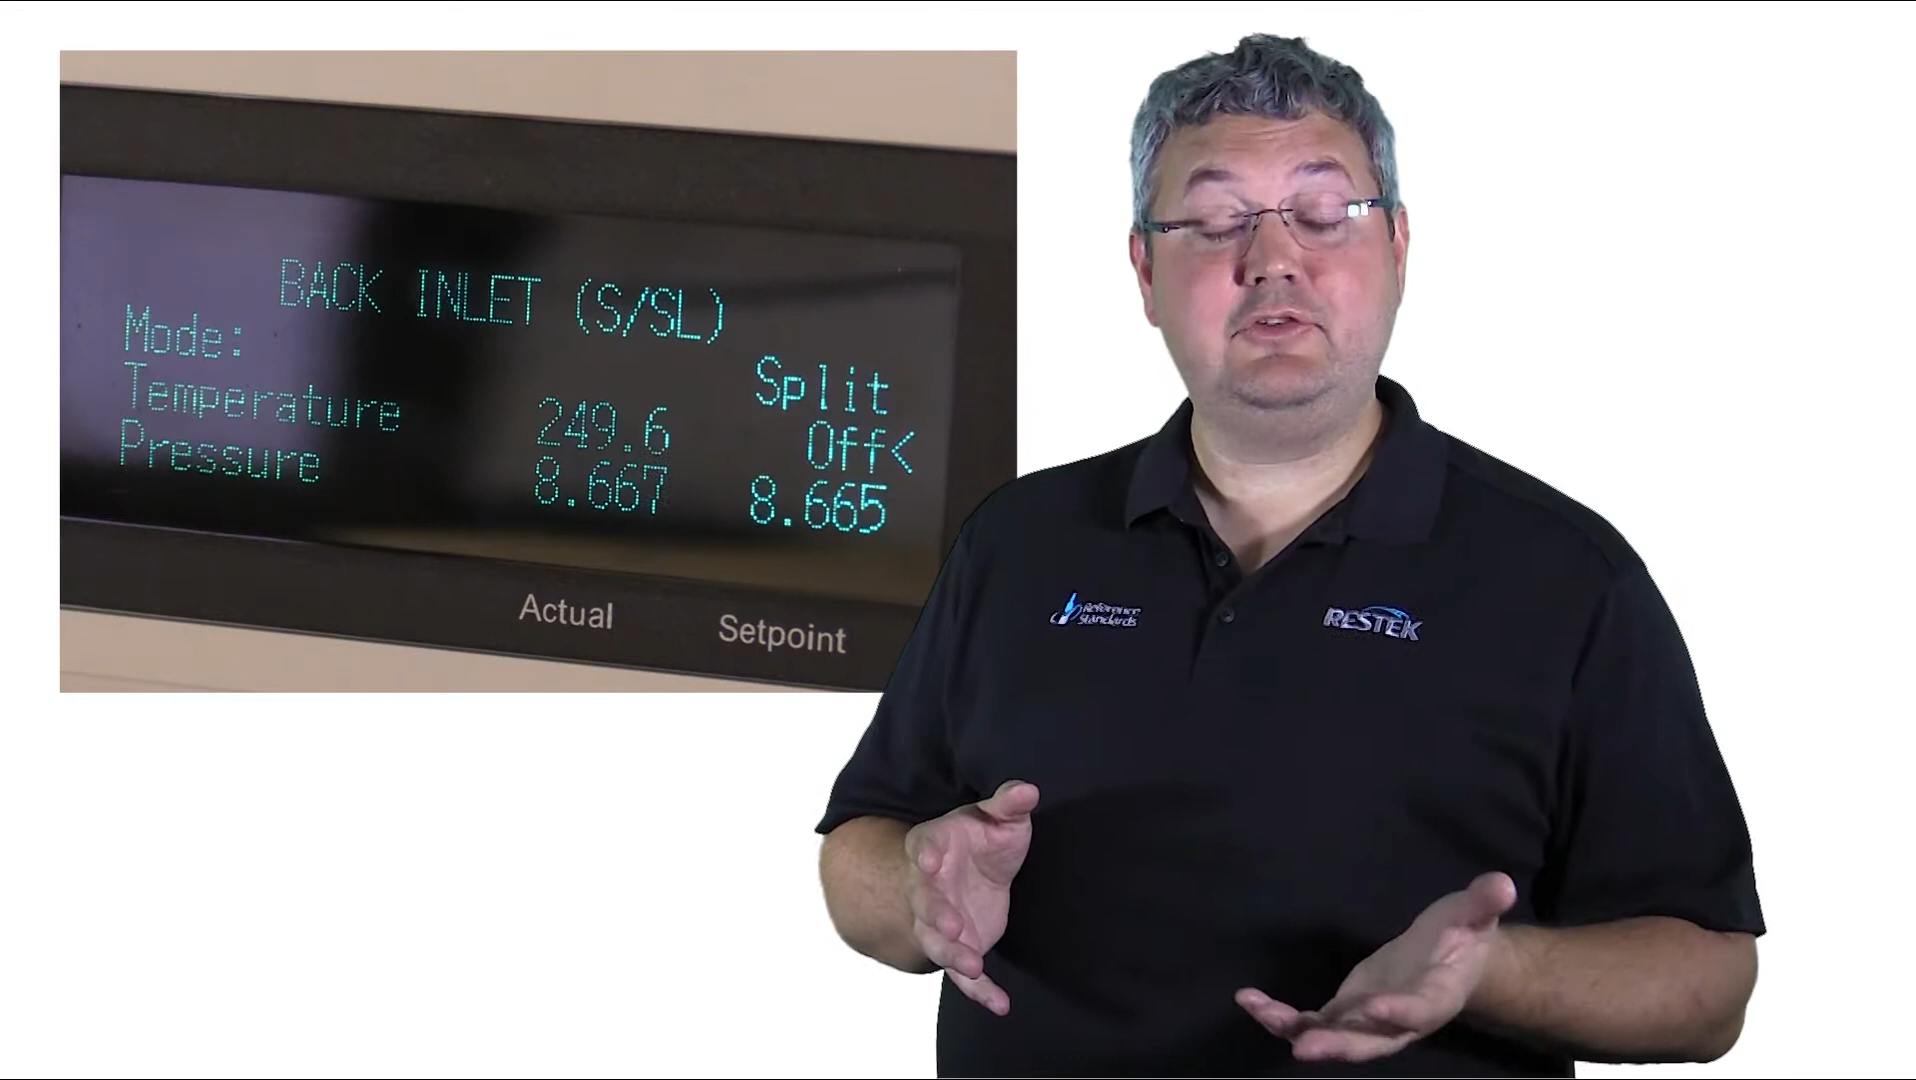 BACK INLET (S/SL)
Mode: Split
Temperature 249.6 Off<
Pressure 8.667 8.665
Actual Setpoint
Reference
Standards
RESTEK